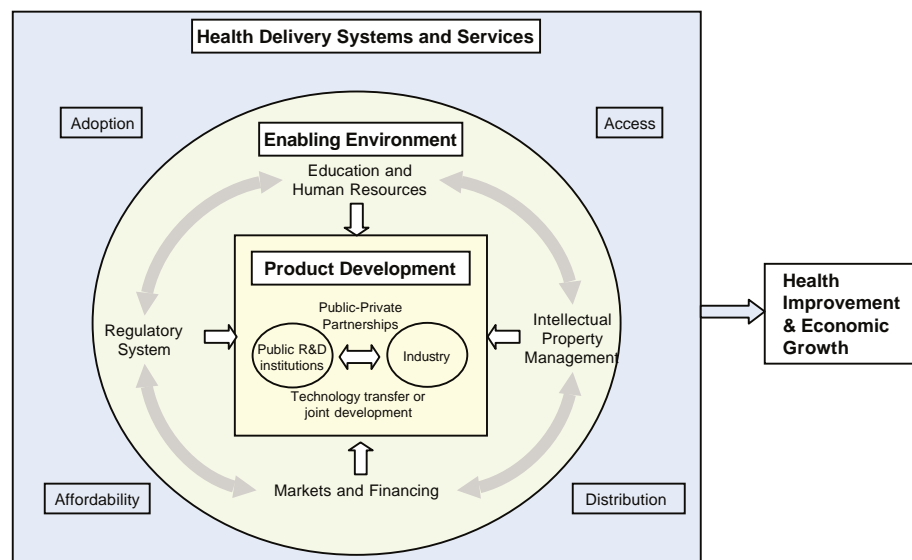 Health Delivery Systems and Services
Adoption
Access
Enabling Environment
Education and
Human Resources
Product Development
Public-Private
Partnerships
Regulatory
System
Public R&D
institutions
Industry
Intellectual
Property
Management
Technology transfer or
joint development
Markets and Financing
Affordability
Distribution
Health
Improvement
& Economic
Growth